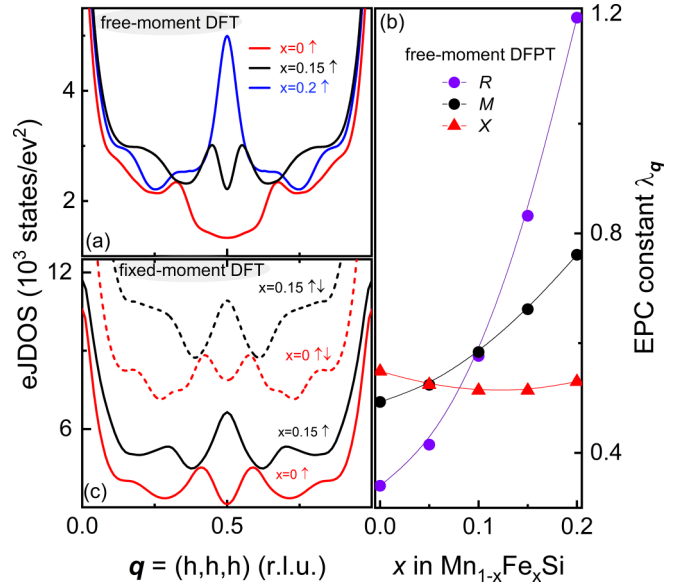 free-moment DFT
x=0 ↑
x=0.15 ↑
x=0.2 ↑
4
2
(a)
fixed-moment DFT
12
x=0.15 ↑↓
x=0 ↑↓
x=0.15 ↑
x=0 ↑
6
(c)
0.0
0.5
eJDOS (10³ states/ev²)
q = (h,h,h) (r.l.u.)
(b)
free-moment DFPT
R
M
X
1.2
0.8
0.4
EPC constant λq
0.0
0.1
0.2
x in Mn1-xFexSi